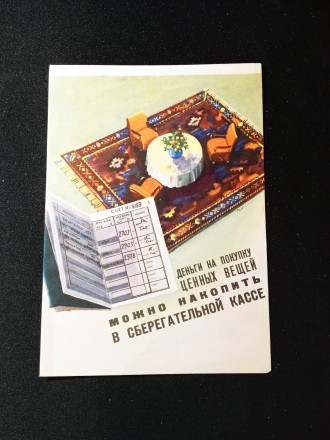 ДЕНЬГИ НА ПОКУПКУ
ЦЕННЫХ ВЕЩЕЙ
МОЖНО НАКОПИТЬ
В СБЕРЕГАТЕЛЬНОЙ КАССЕ